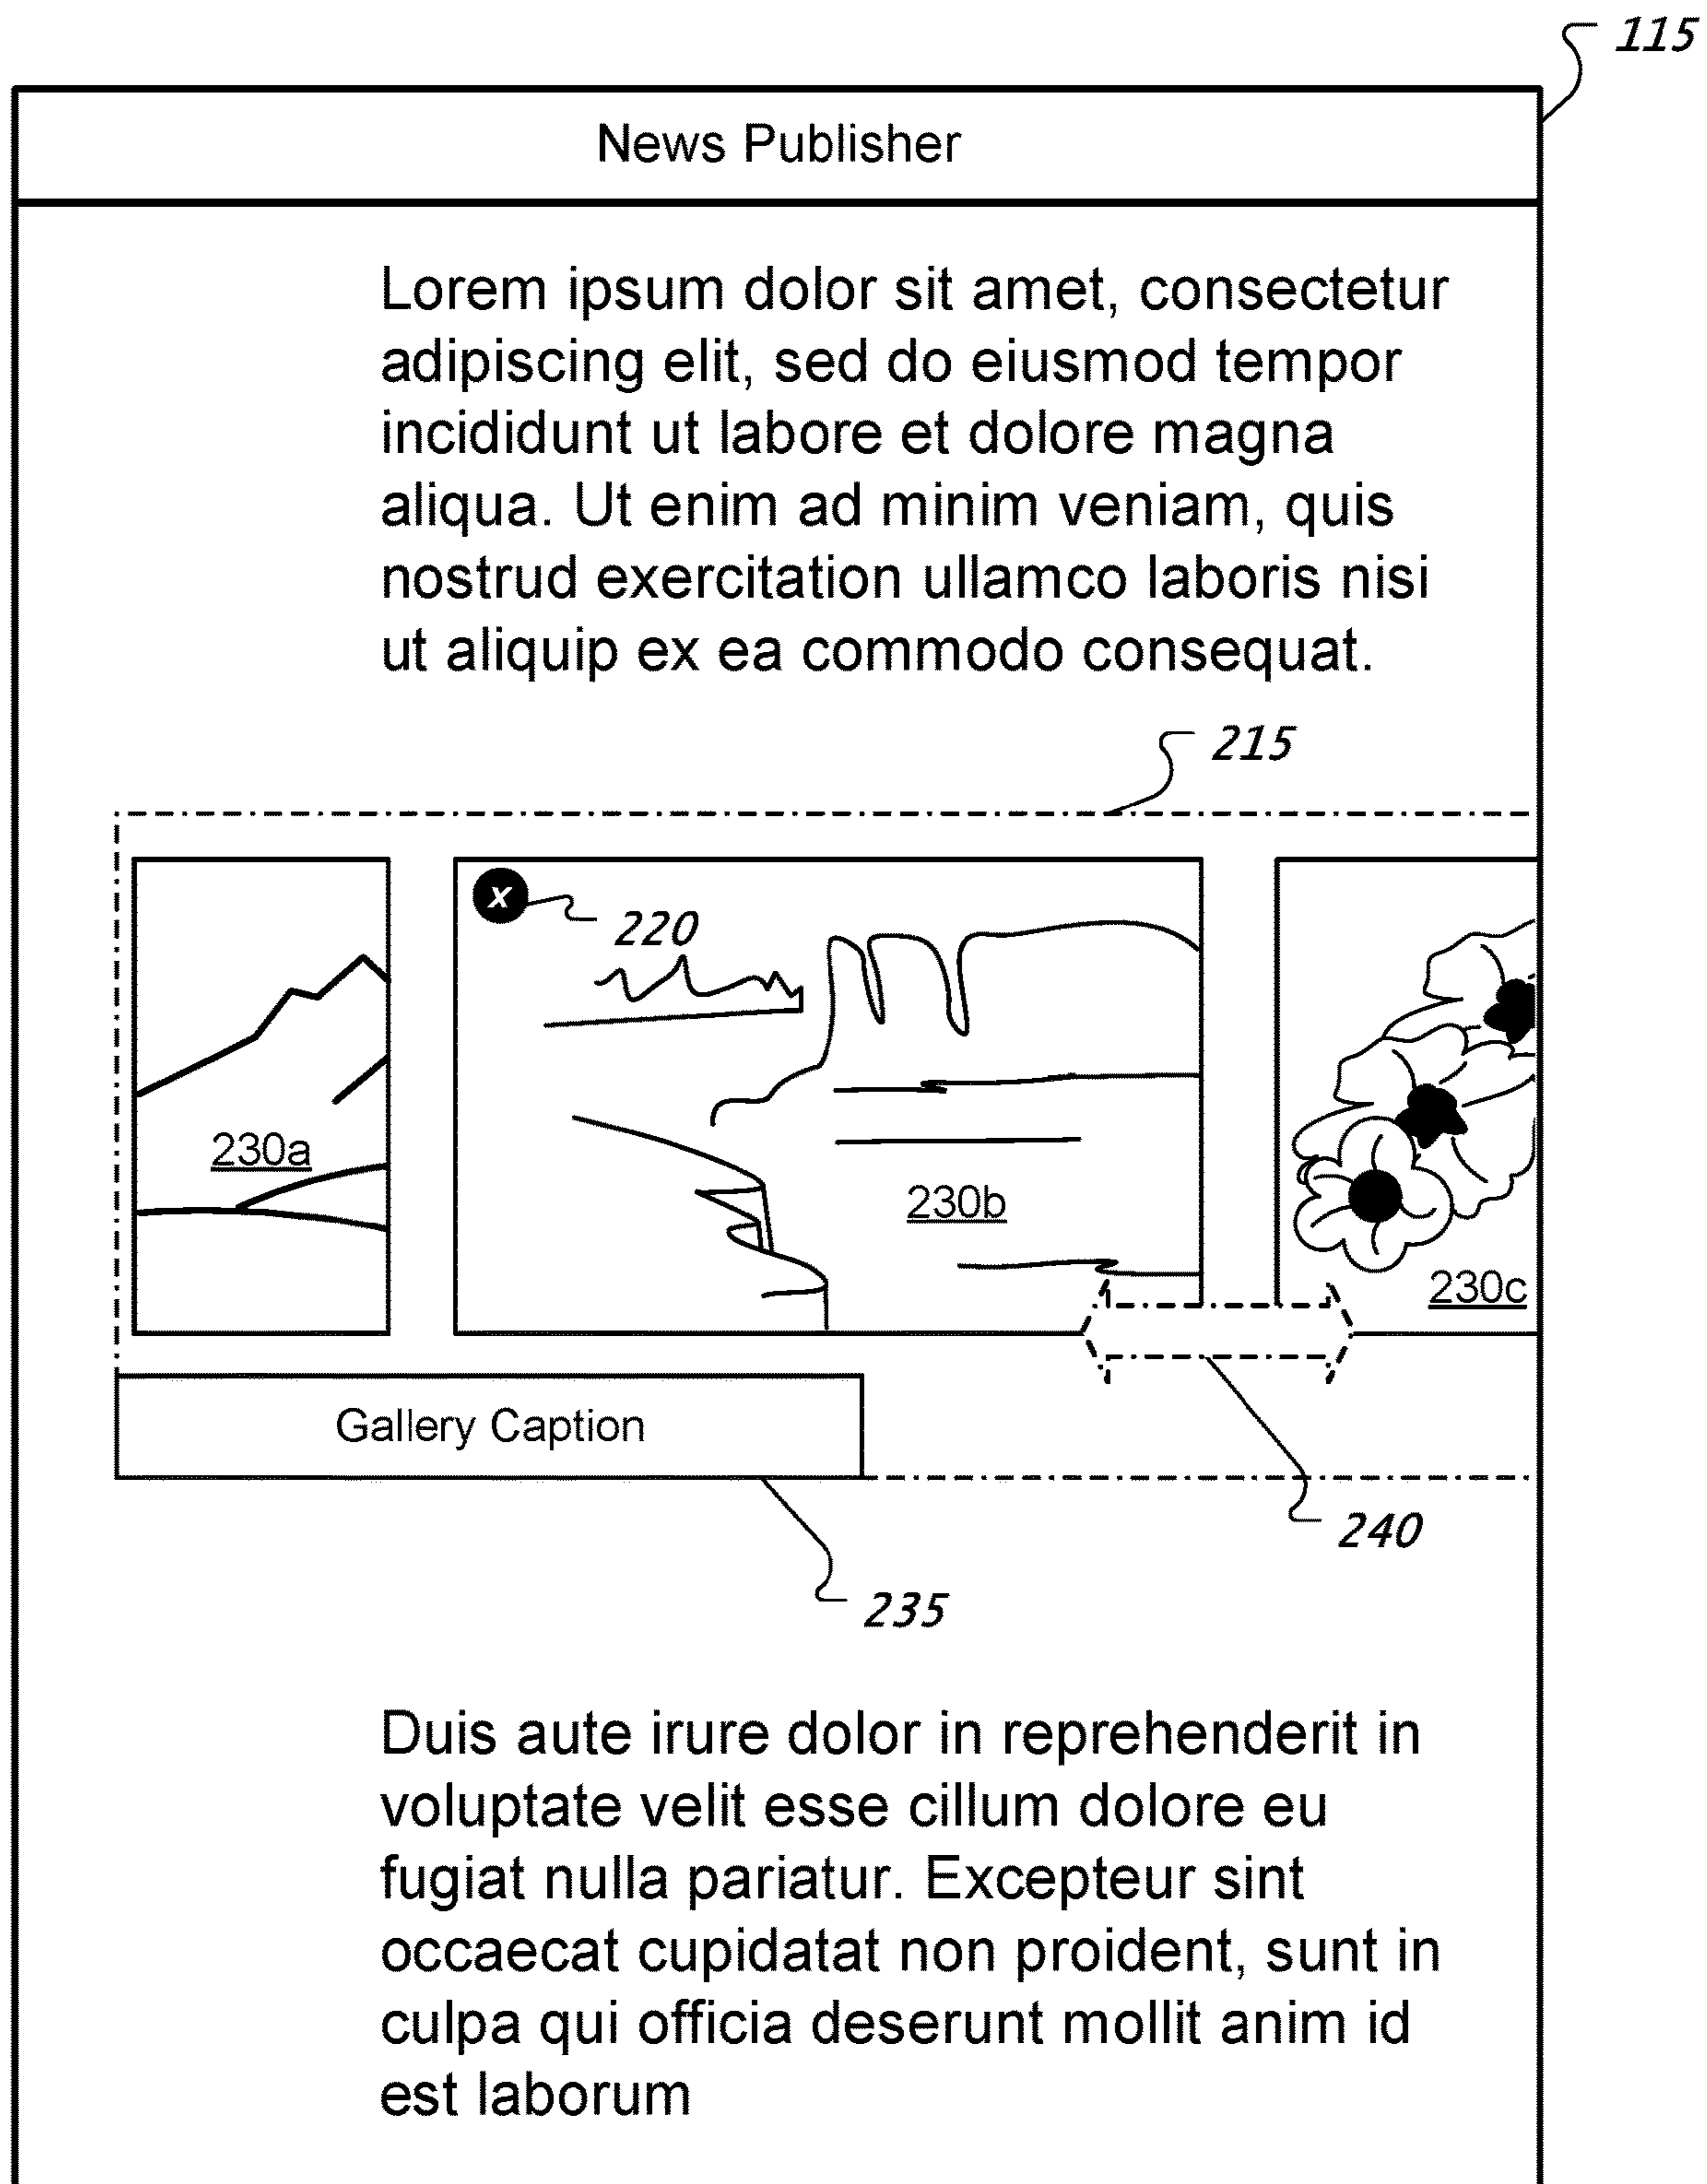 115
News Publisher
Lorem ipsum dolor sit amet, consectetur
adipiscing elit, sed do eiusmod tempor
incididunt ut labore et dolore magna
aliqua. Ut enim ad minim veniam, quis
nostrud exercitation ullamco laboris nisi
ut aliquip ex ea commodo consequat.
215
x
220
230a
230b
230c
Gallery Caption
240
235
Duis aute irure dolor in reprehenderit in
voluptate velit esse cillum dolore eu
fugiat nulla pariatur. Excepteur sint
occaecat cupidatat non proident, sunt in
culpa qui officia deserunt mollit anim id
est laborum